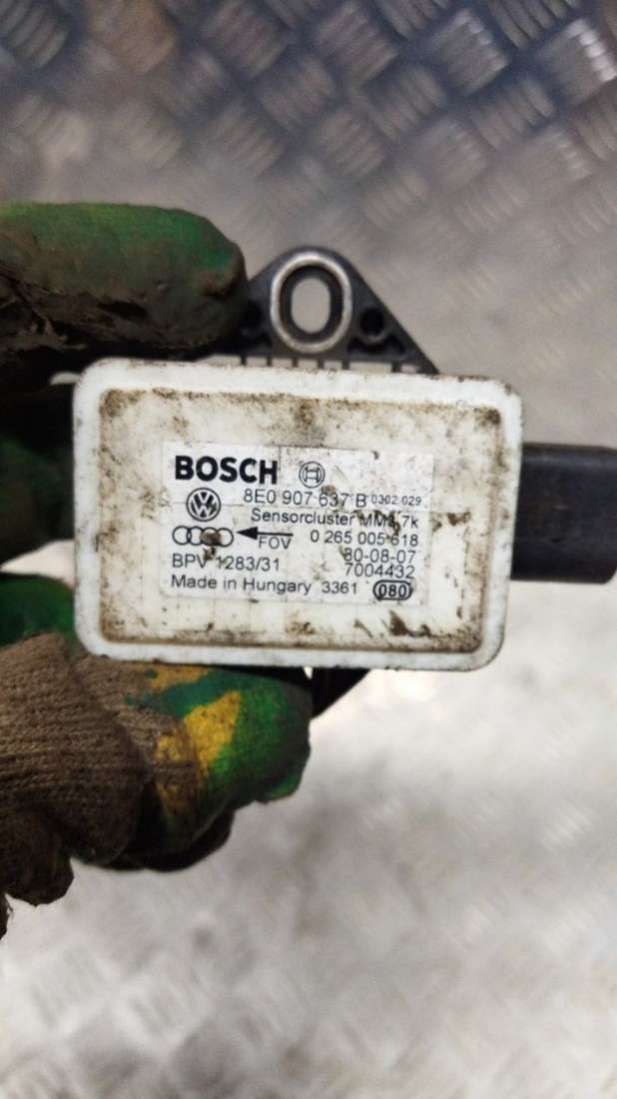 BOSCH
8E0 907 637 B 0302.029
Sensorcluster MM3.7k
FOV 0 265 005 618
BPV 1283/31 80-08-07
7004432
Made in Hungary 3361 080